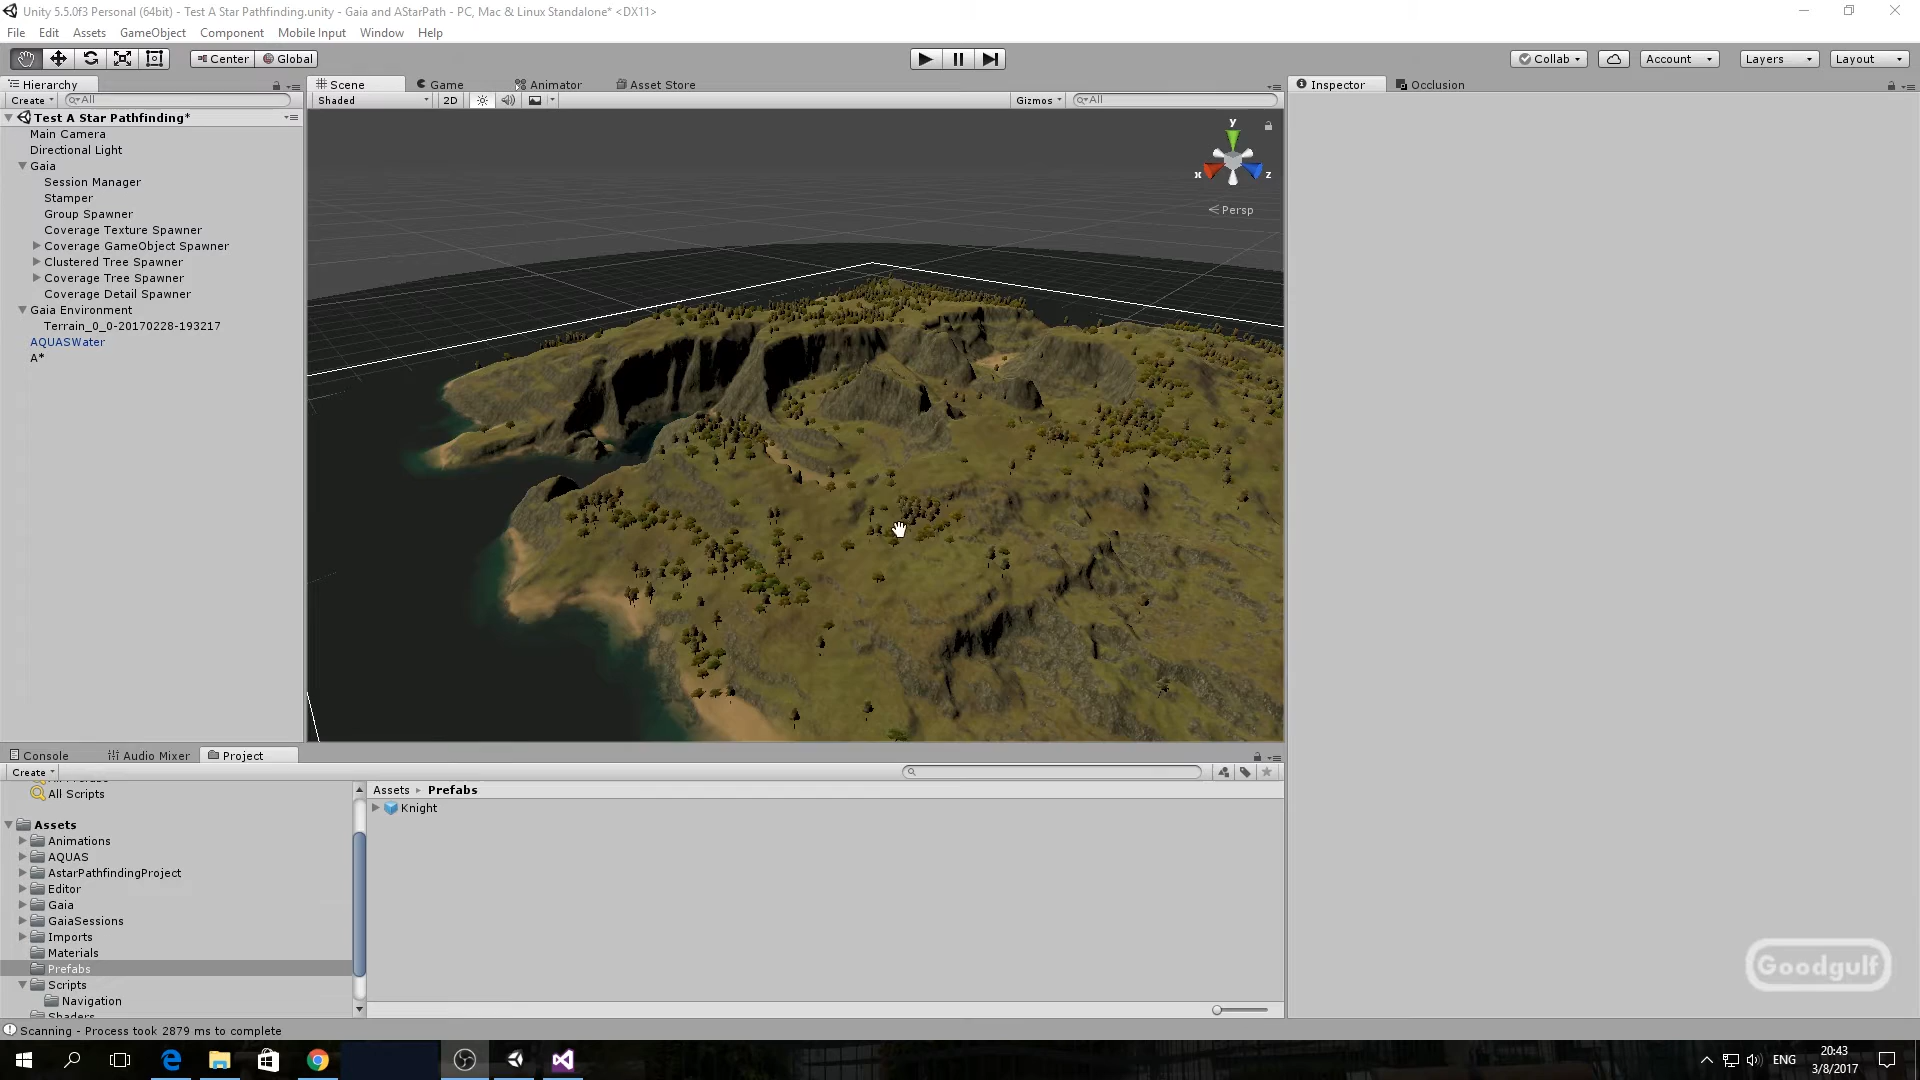 Unity 5.5.0f3 Personal (64bit) - Test A Star Pathfinding.unity - Gaia and AStarPath - PC, Mac & Linux Standalone* <DX11>
File Edit Assets GameObject Component Mobile Input Window Help
Center Global Collab Account Layers Layout
Hierarchy Scene Game Animator Asset Store Inspector Occlusion
Create All Shaded 2D Gizmos All
Test A Star Pathfinding*
Main Camera
Directional Light
Gaia
Session Manager
Stamper
Group Spawner
Coverage Texture Spawner
Coverage GameObject Spawner
Clustered Tree Spawner
Coverage Tree Spawner
Coverage Detail Spawner
Gaia Environment
Terrain_0_0-20170228-193217
AQUASWater
A*
y
x z
Persp
Console Audio Mixer Project
Create
All Scripts
Assets
Animations
AQUAS
AstarPathfindingProject
Editor
Gaia
GaiaSessions
Imports
Materials
Prefabs
Scripts
Navigation
Shaders
Assets Prefabs
Knight
Goodgulf
Scanning - Process took 2879 ms to complete
ENG
20:43
3/8/2017